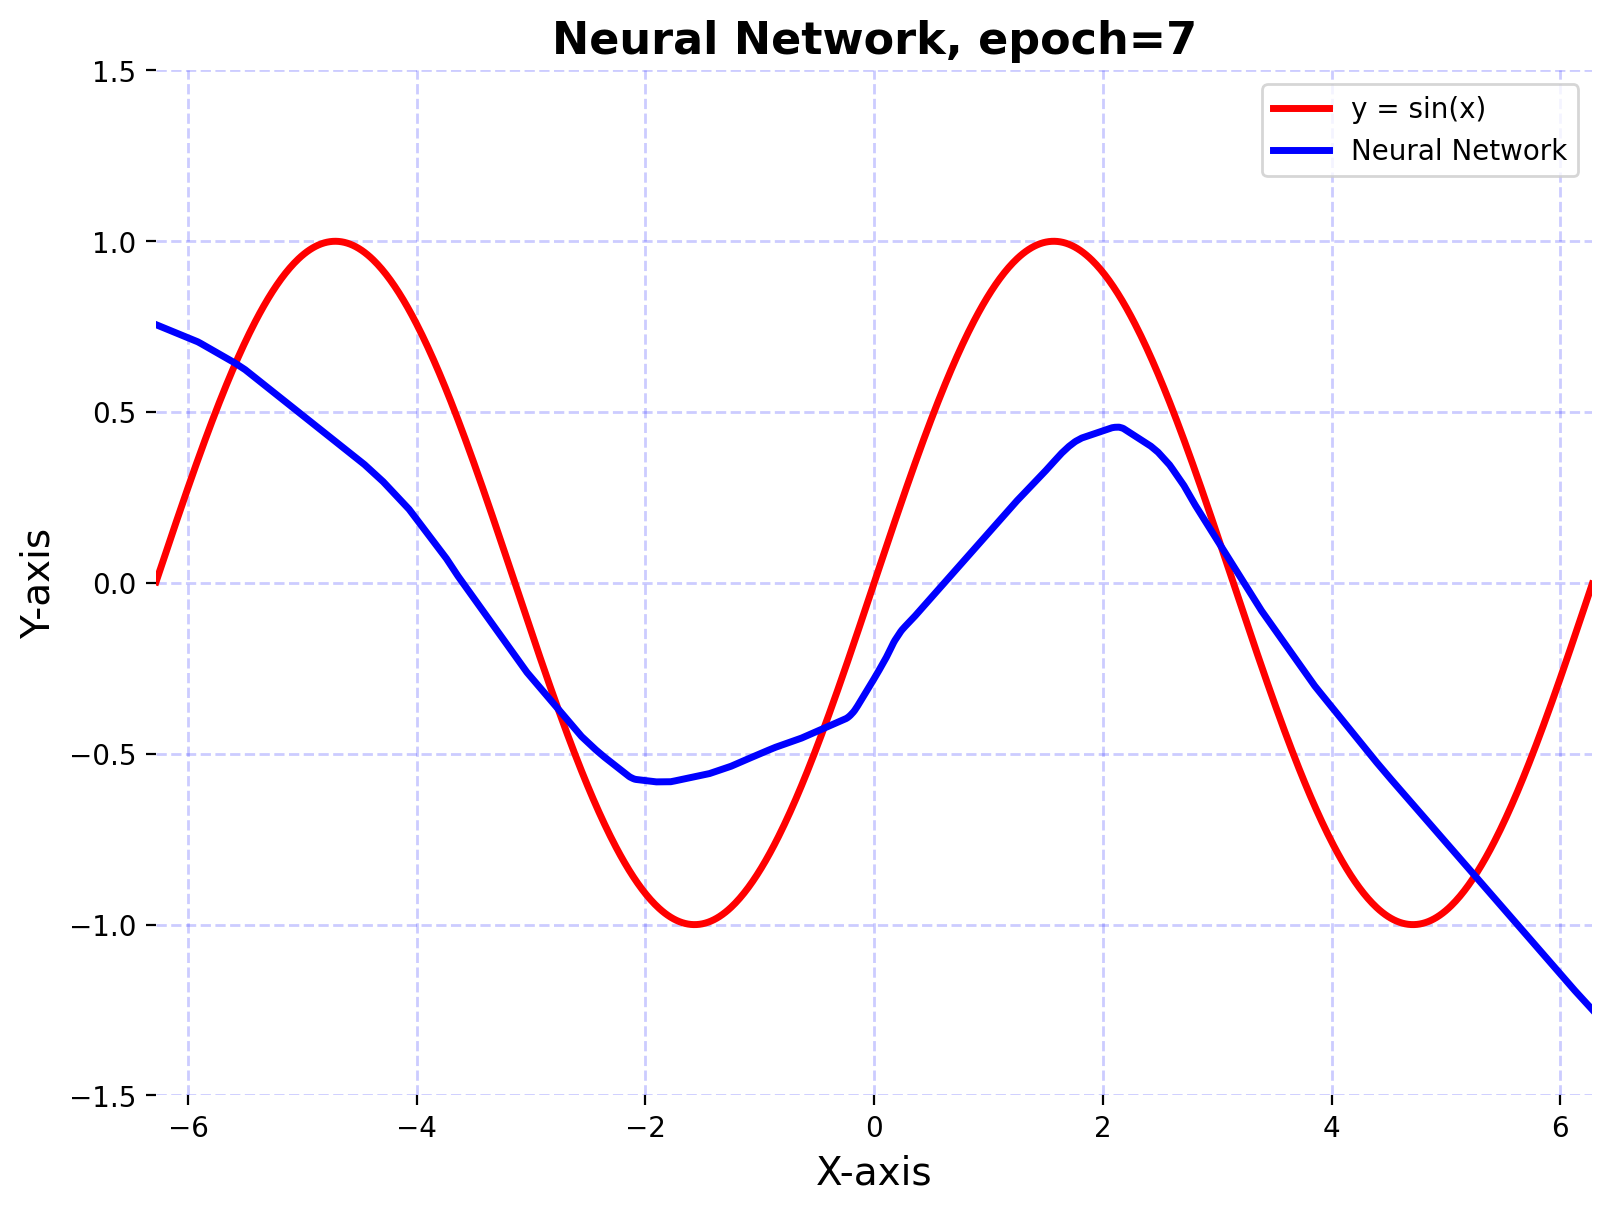 Neural Network, epoch=7
y = sin(x)
Neural Network
Y-axis
1.5
1.0
0.5
0.0
−0.5
−1.0
−1.5
−6 −4 −2 0 2 4 6
X-axis